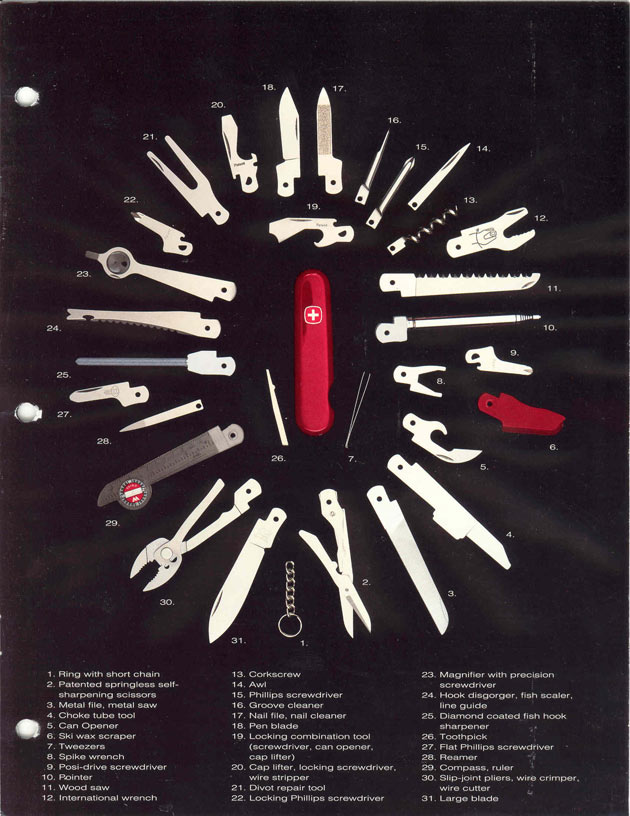 18.
17.
20.
16.
21.
15.
14.
22.
19.
13.
12.
23.
11.
24.
10.
9.
25.
8.
27.
28.
26.
7.
6.
5.
29.
4.
30.
2.
3.
31.
1.
1. Ring with short chain
2. Patented springless self-
sharpening scissors
3. Metal file, metal saw
4. Choke tube tool
5. Can Opener
6. Ski wax scraper
7. Tweezers
8. Spike wrench
9. Posi-drive screwdriver
10. Pointer
11. Wood saw
12. International wrench
13. Corkscrew
14. Awl
15. Phillips screwdriver
16. Groove cleaner
17. Nail file, nail cleaner
18. Pen blade
19. Locking combination tool
(screwdriver, can opener,
cap lifter)
20. Cap lifter, locking screwdriver,
wire stripper
21. Divot repair tool
22. Locking Phillips screwdriver
23. Magnifier with precision
screwdriver
24. Hook disgorger, fish scaler,
line guide
25. Diamond coated fish hook
sharpener
26. Toothpick
27. Flat Phillips screwdriver
28. Reamer
29. Compass, ruler
30. Slip-joint pliers, wire crimper,
wire cutter
31. Large blade